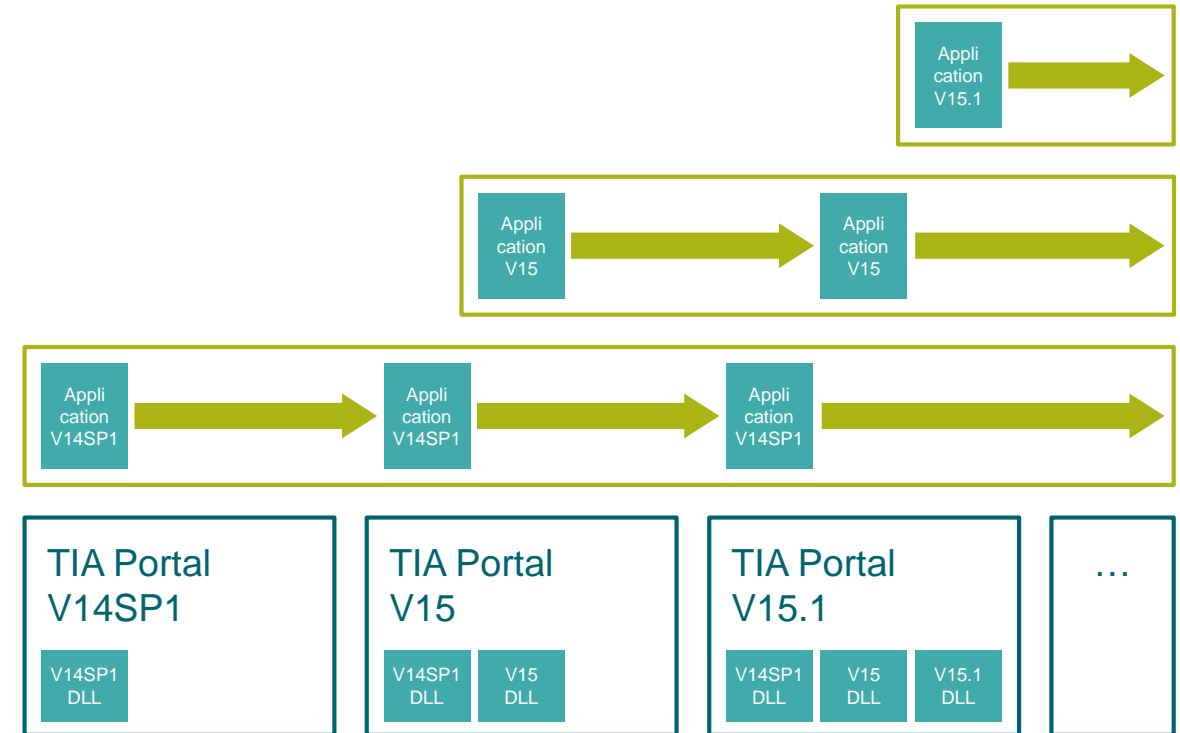 Appli
cation
V15.1
Appli
cation
V15
Appli
cation
V15
Appli
cation
V14SP1
Appli
cation
V14SP1
Appli
cation
V14SP1
TIA Portal
V14SP1
V14SP1
DLL
TIA Portal
V15
V14SP1
DLL
V15
DLL
TIA Portal
V15.1
V14SP1
DLL
V15
DLL
V15.1
DLL
…